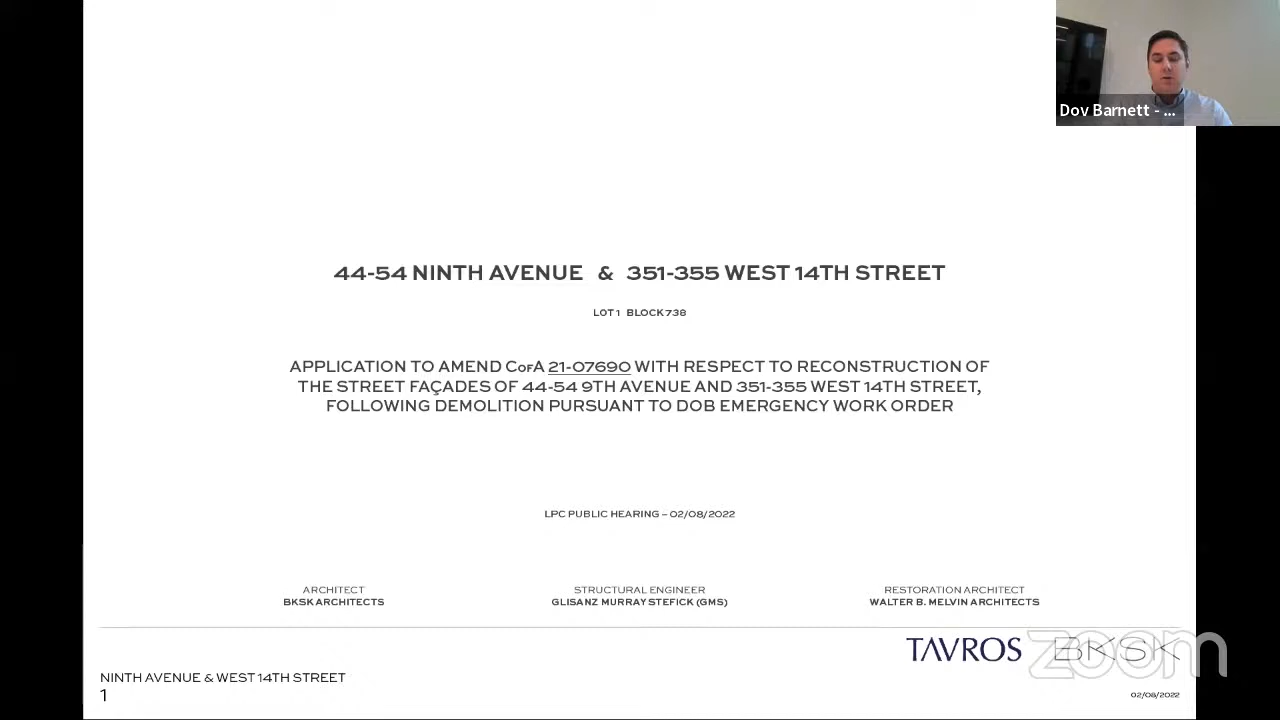 Dov Barnett - ...
44-54 NINTH AVENUE & 351-355 WEST 14TH STREET
LOT 1 BLOCK 738
APPLICATION TO AMEND CofA 21-07690 WITH RESPECT TO RECONSTRUCTION OF
THE STREET FAÇADES OF 44-54 9TH AVENUE AND 351-355 WEST 14TH STREET,
FOLLOWING DEMOLITION PURSUANT TO DOB EMERGENCY WORK ORDER
LPC PUBLIC HEARING – 02/08/2022
ARCHITECT
BKSK ARCHITECTS
STRUCTURAL ENGINEER
GLISANZ MURRAY STEFICK (GMS)
RESTORATION ARCHITECT
WALTER B. MELVIN ARCHITECTS
TAVROS BKSK
zoom
NINTH AVENUE & WEST 14TH STREET
1
02/08/2022